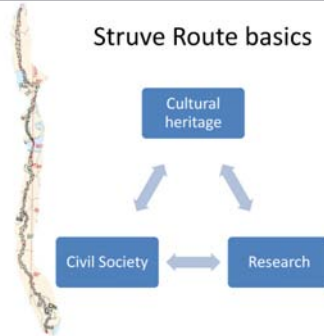 Struve Route basics
Cultural
heritage
Civil Society
Research